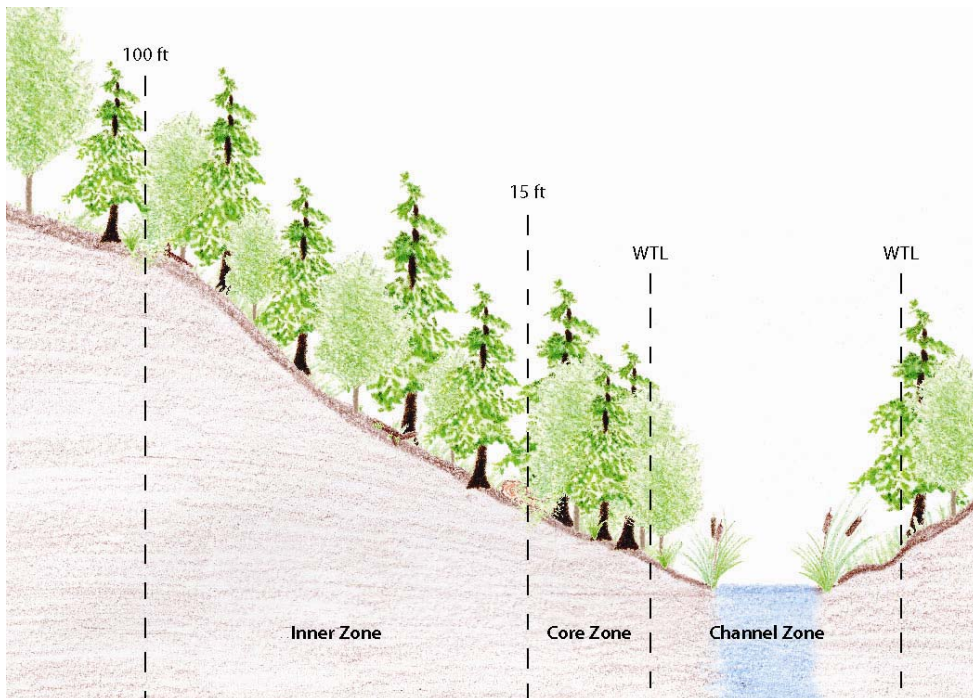 100 ft
15 ft
WTL
WTL
Inner Zone
Core Zone
Channel Zone